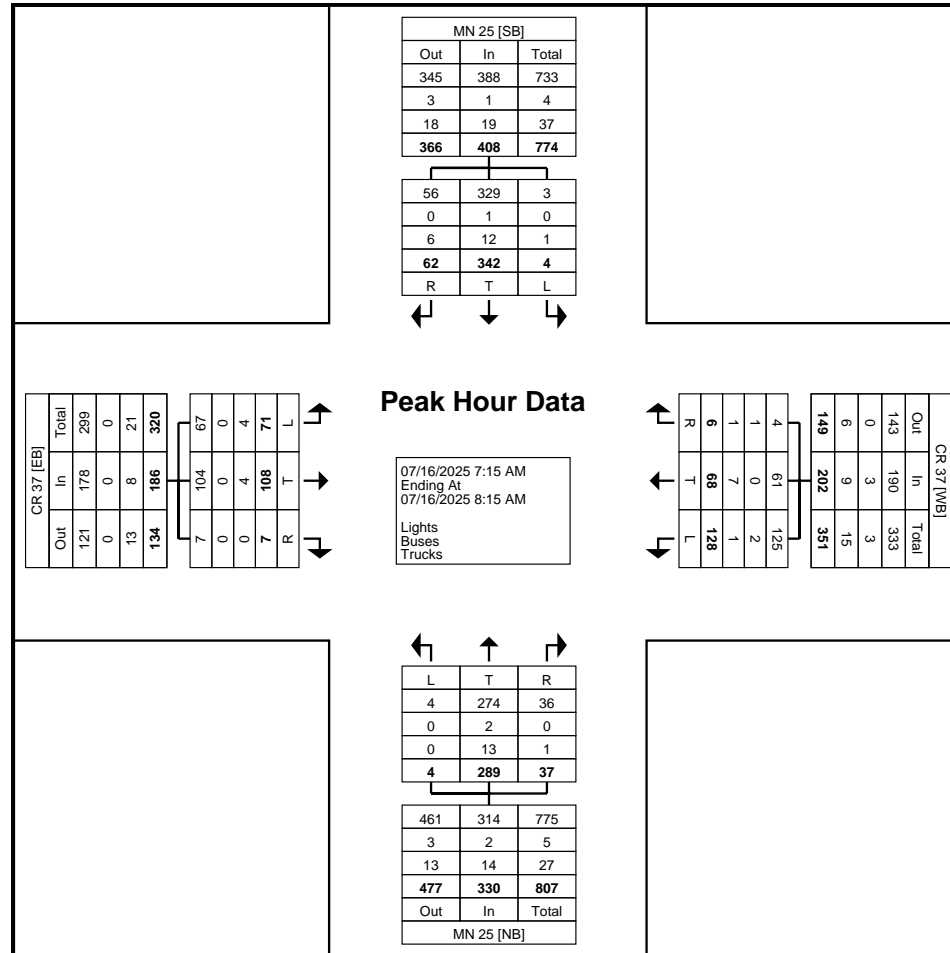 MN 25 [SB]
Out In Total
345 388 733
3 1 4
18 19 37
366 408 774
56 329 3
0 1 0
6 12 1
62 342 4
R T L
Peak Hour Data
07/16/2025 7:15 AM
Ending At
07/16/2025 8:15 AM
Lights
Buses
Trucks
CR 37 [EB]
Out In Total
121 178 299
0 0 0
13 8 21
134 186 320
7 104 67
0 0 0
0 4 4
7 108 71
R T L
CR 37 [WB]
Out In Total
143 190 333
0 3 3
6 9 15
149 202 351
4 61 125
1 0 2
1 7 1
6 68 128
R T L
L T R
4 274 36
0 2 0
0 13 1
4 289 37
461 314 775
3 2 5
13 14 27
477 330 807
Out In Total
MN 25 [NB]